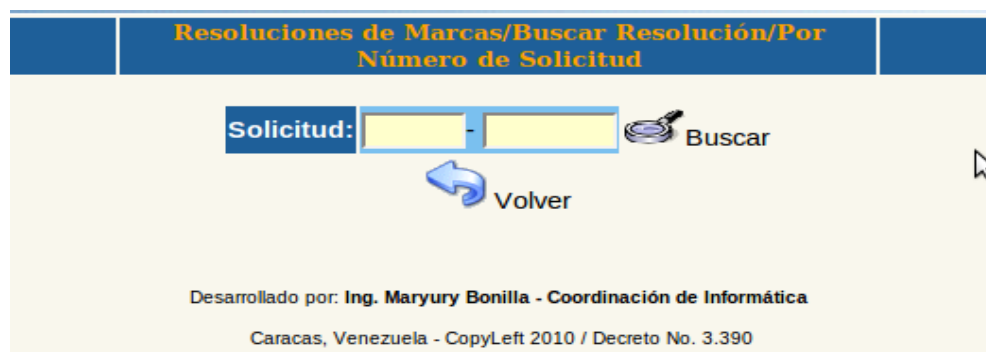 Resoluciones de Marcas/Buscar Resolución/Por
Número de Solicitud
Solicitud: - Buscar
Volver
Desarrollado por: Ing. Maryury Bonilla - Coordinación de Informática
Caracas, Venezuela - CopyLeft 2010 / Decreto No. 3.390